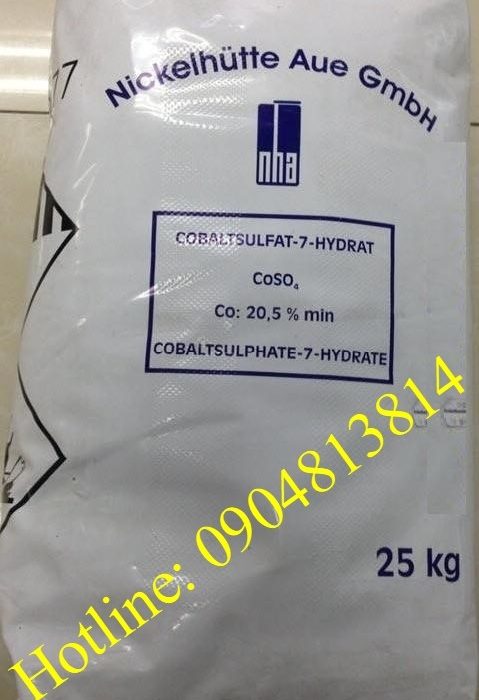 Nickelhütte Aue GmbH
nha
COBALTSULFAT-7-HYDRAT
CoSO₄
Co: 20,5 % min
COBALTSULPHATE-7-HYDRATE
25 kg
Hotline: 0904813814